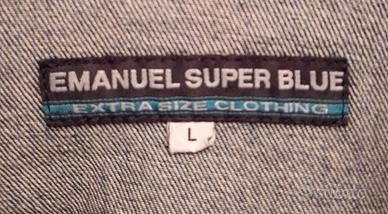 EMANUEL SUPER BLUE
EXTRA SIZE CLOTHING
L